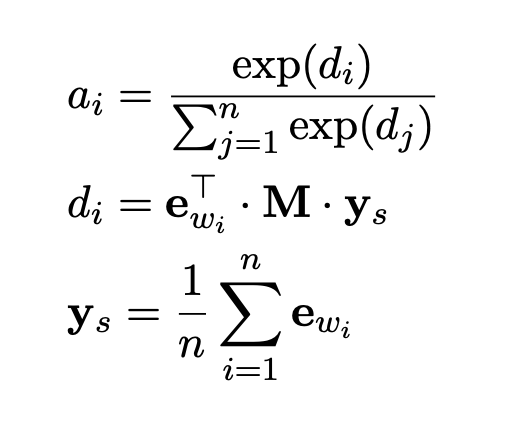 a_i = \frac{\exp(d_i)}{\sum_{j=1}^{n} \exp(d_j)}
d_i = \mathbf{e}_{w_i}^{\top} \cdot \mathbf{M} \cdot \mathbf{y}_s
\mathbf{y}_s = \frac{1}{n} \sum_{i=1}^{n} \mathbf{e}_{w_i}